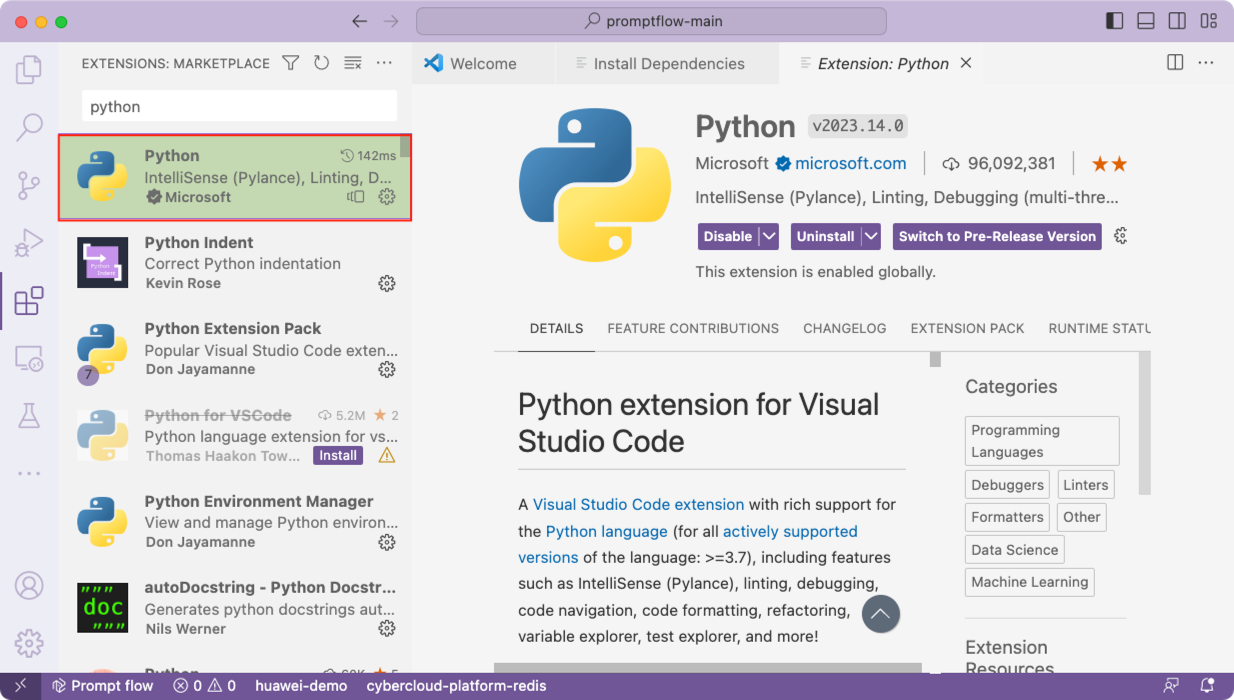 promptflow-main
EXTENSIONS: MARKETPLACE
python
Python
142ms
IntelliSense (Pylance), Linting, D...
Microsoft
Python Indent
Correct Python indentation
Kevin Rose
Python Extension Pack
Popular Visual Studio Code exten...
Don Jayamanne
7
Python for VSCode
5.2M
2
Python language extension for vs...
Thomas Haakon Tow...
Install
Python Environment Manager
View and manage Python environ...
Don Jayamanne
doc
autoDocstring - Python Docstr...
Generates python docstrings aut...
Nils Werner
Welcome
Install Dependencies
Extension: Python
Python
v2023.14.0
Microsoft
microsoft.com
96,092,381
IntelliSense (Pylance), Linting, Debugging (multi-thre...
Disable
Uninstall
Switch to Pre-Release Version
This extension is enabled globally.
DETAILS
FEATURE CONTRIBUTIONS
CHANGELOG
EXTENSION PACK
RUNTIME STATU
Python extension for Visual
Studio Code
A Visual Studio Code extension with rich support for
the Python language (for all actively supported
versions of the language: >=3.7), including features
such as IntelliSense (Pylance), linting, debugging,
code navigation, code formatting, refactoring,
variable explorer, test explorer, and more!
Categories
Programming
Languages
Debuggers
Linters
Formatters
Other
Data Science
Machine Learning
Extension
Resources
Prompt flow
0
0
huawei-demo
cybercloud-platform-redis